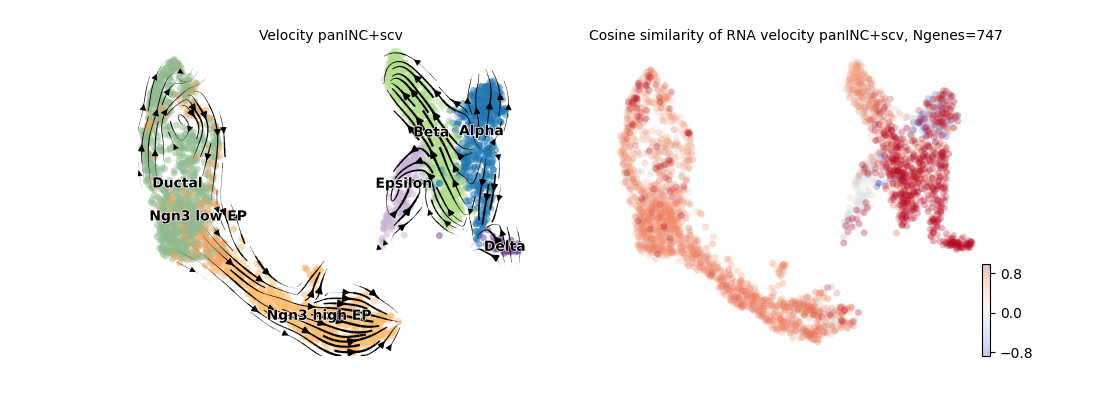 Velocity panINC+scv
Cosine similarity of RNA velocity panINC+scv, Ngenes=747
Beta
Alpha
Ductal
Epsilon
Ngn3 low EP
Delta
Ngn3 high EP
0.8
0.0
−0.8